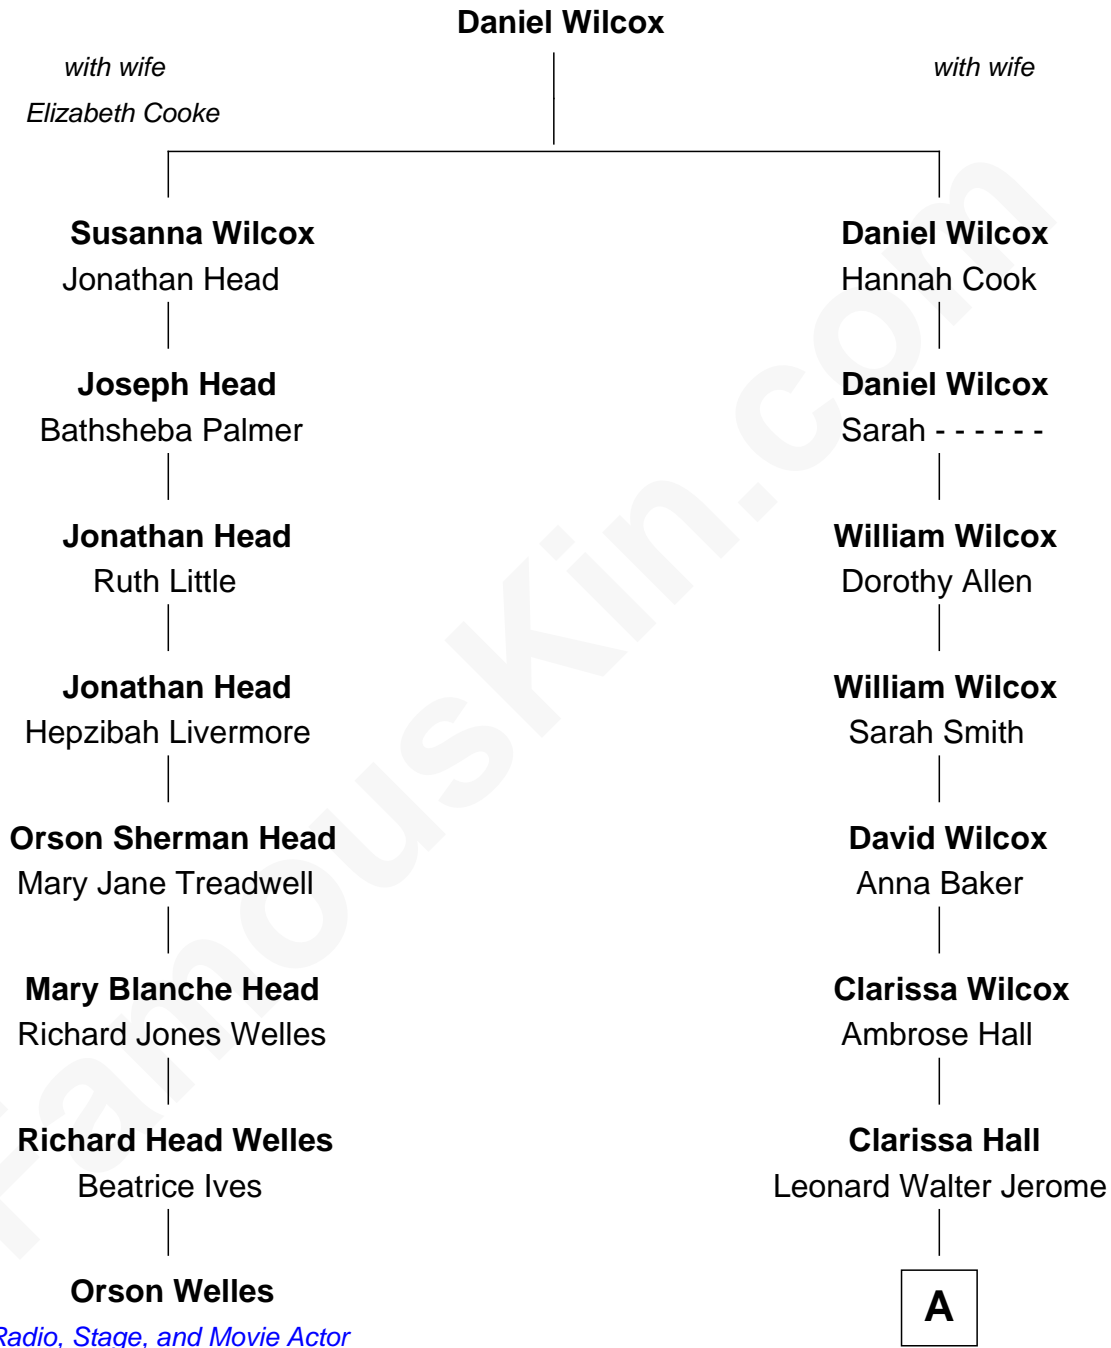 Daniel Wilcox
with wife
with wife
Elizabeth Cooke
Susanna Wilcox
Daniel Wilcox
Jonathan Head
Hannah Cook
Joseph Head
Daniel Wilcox
Bathsheba Palmer
Sarah - - - - - -
Jonathan Head
William Wilcox
Ruth Little
Dorothy Allen
Jonathan Head
William Wilcox
Hepzibah Livermore
Sarah Smith
Orson Sherman Head
David Wilcox
Mary Jane Treadwell
Anna Baker
Mary Blanche Head
Clarissa Wilcox
Richard Jones Welles
Ambrose Hall
Richard Head Welles
Clarissa Hall
Beatrice Ives
Leonard Walter Jerome
Orson Welles
A
Radio, Stage, and Movie Actor
FamousKin.com